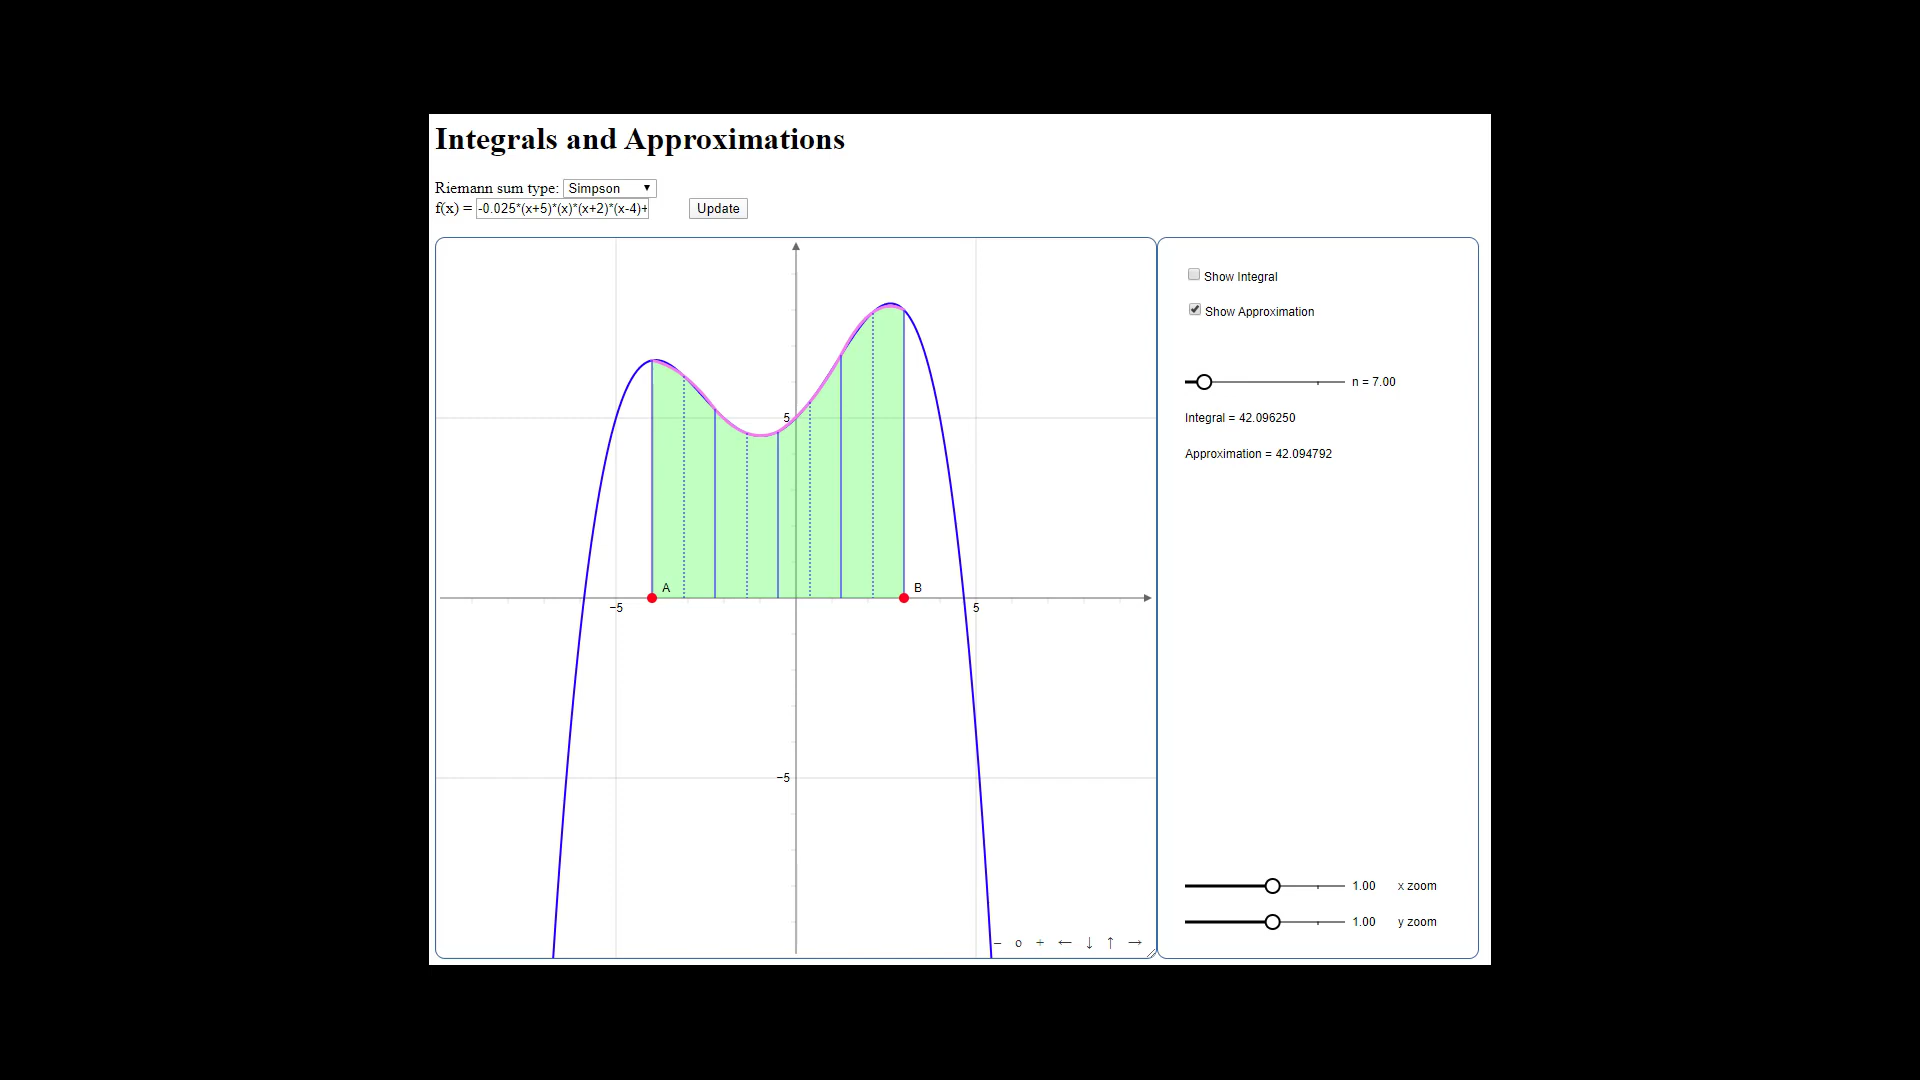 Integrals and Approximations
Riemann sum type: Simpson
f(x) = -0.025*(x+5)*(x)*(x+2)*(x-4)+ Update
Show Integral
Show Approximation
n = 7.00
Integral = 42.096250
Approximation = 42.094792
5
A
B
−5
5
−5
1.00 x zoom
1.00 y zoom
– o + ← ↓ ↑ →